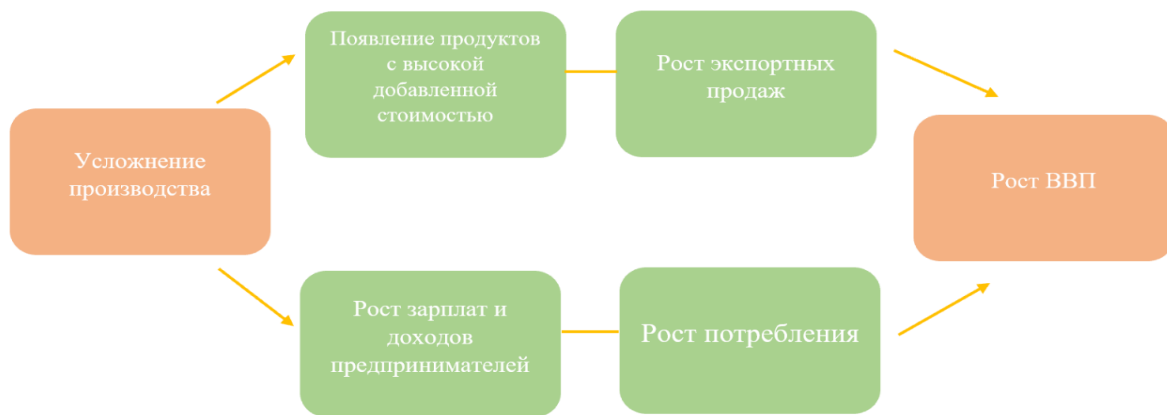 Усложнение
производства
Появление продуктов
с высокой
добавленной
стоимостью
Рост экспортных
продаж
Рост зарплат и
доходов
предпринимателей
Рост потребления
Рост ВВП